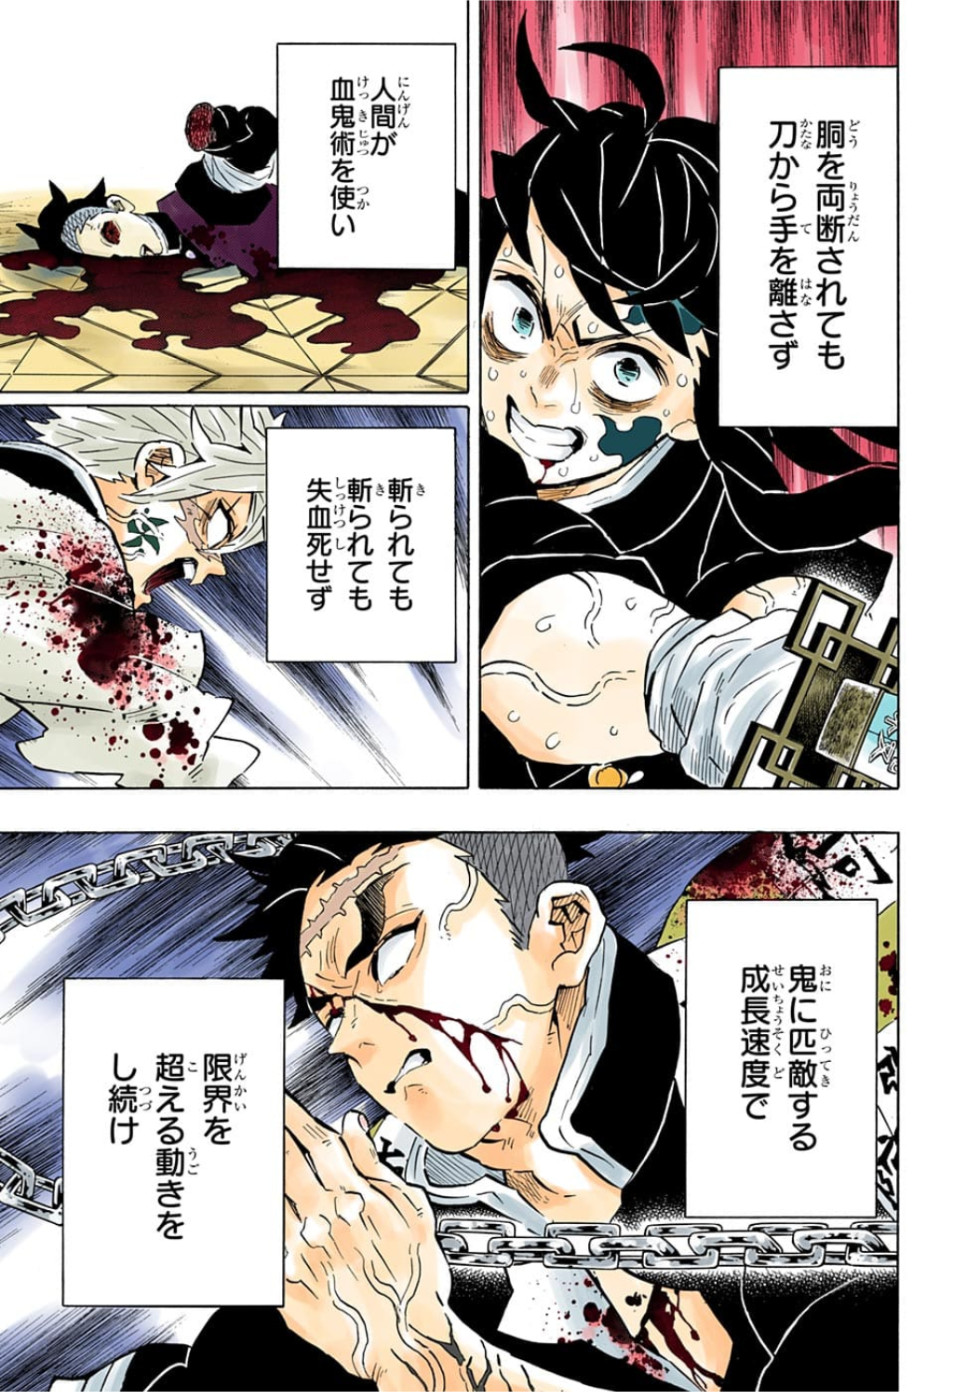 胴を両断されても
刀から手を離さず
人間が
血鬼術を使い
斬られても
斬られても
失血死せず
鬼に匹敵する
成長速度で
限界を
超える動きを
し続け